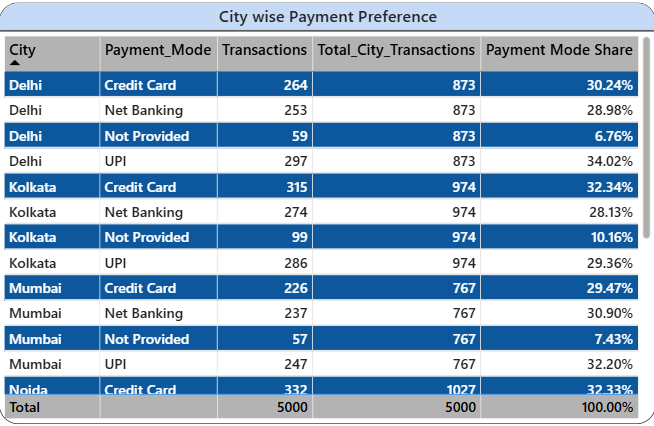 City wise Payment Preference
City Payment_Mode Transactions Total_City_Transactions Payment Mode Share
Delhi Credit Card 264 873 30.24%
Delhi Net Banking 253 873 28.98%
Delhi Not Provided 59 873 6.76%
Delhi UPI 297 873 34.02%
Kolkata Credit Card 315 974 32.34%
Kolkata Net Banking 274 974 28.13%
Kolkata Not Provided 99 974 10.16%
Kolkata UPI 286 974 29.36%
Mumbai Credit Card 226 767 29.47%
Mumbai Net Banking 237 767 30.90%
Mumbai Not Provided 57 767 7.43%
Mumbai UPI 247 767 32.20%
Noida Credit Card 332 1027 32.33%
Total 5000 5000 100.00%